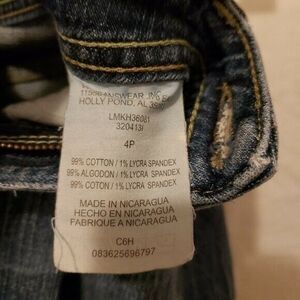 HOLLY POND, AL
LMKH36081
320413I
4P
99% COTTON / 1% LYCRA SPANDEX
99% ALGODON / 1% LYCRA SPANDEX
99% COTON / 1% LYCRA SPANDEX
MADE IN NICARAGUA
HECHO EN NICARAGUA
FABRIQUE A NICARAGUA
C6H
083625696797